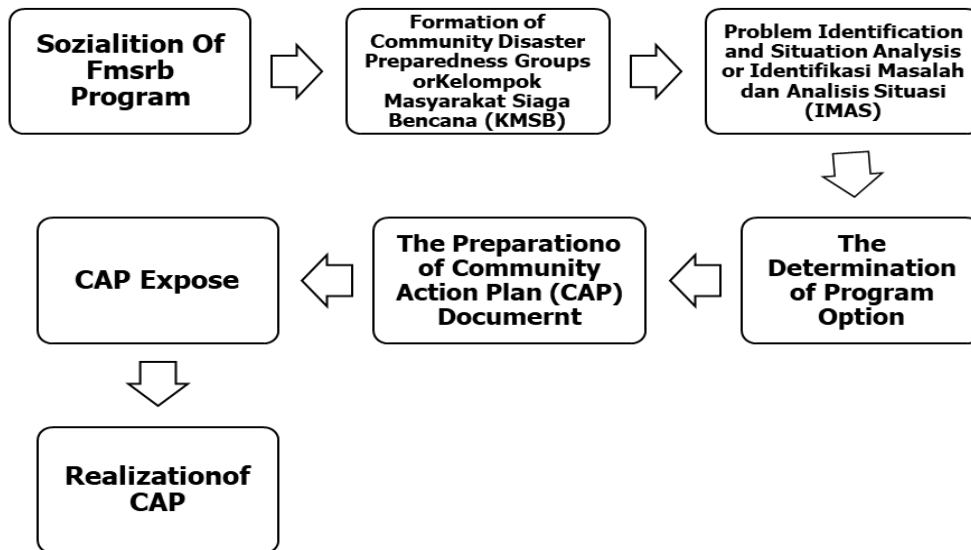 Sozialition Of
Fmsrb
Program
Formation of
Community Disaster
Preparedness Groups
orKelompok
Masyarakat Siaga
Bencana (KMSB)
Problem Identification
and Situation Analysis
or Identifikasi Masalah
dan Analisis Situasi
(IMAS)
The
Determination
of Program
Option
The Preparationo
of Community
Action Plan (CAP)
Documernt
CAP Expose
Realizationof
CAP